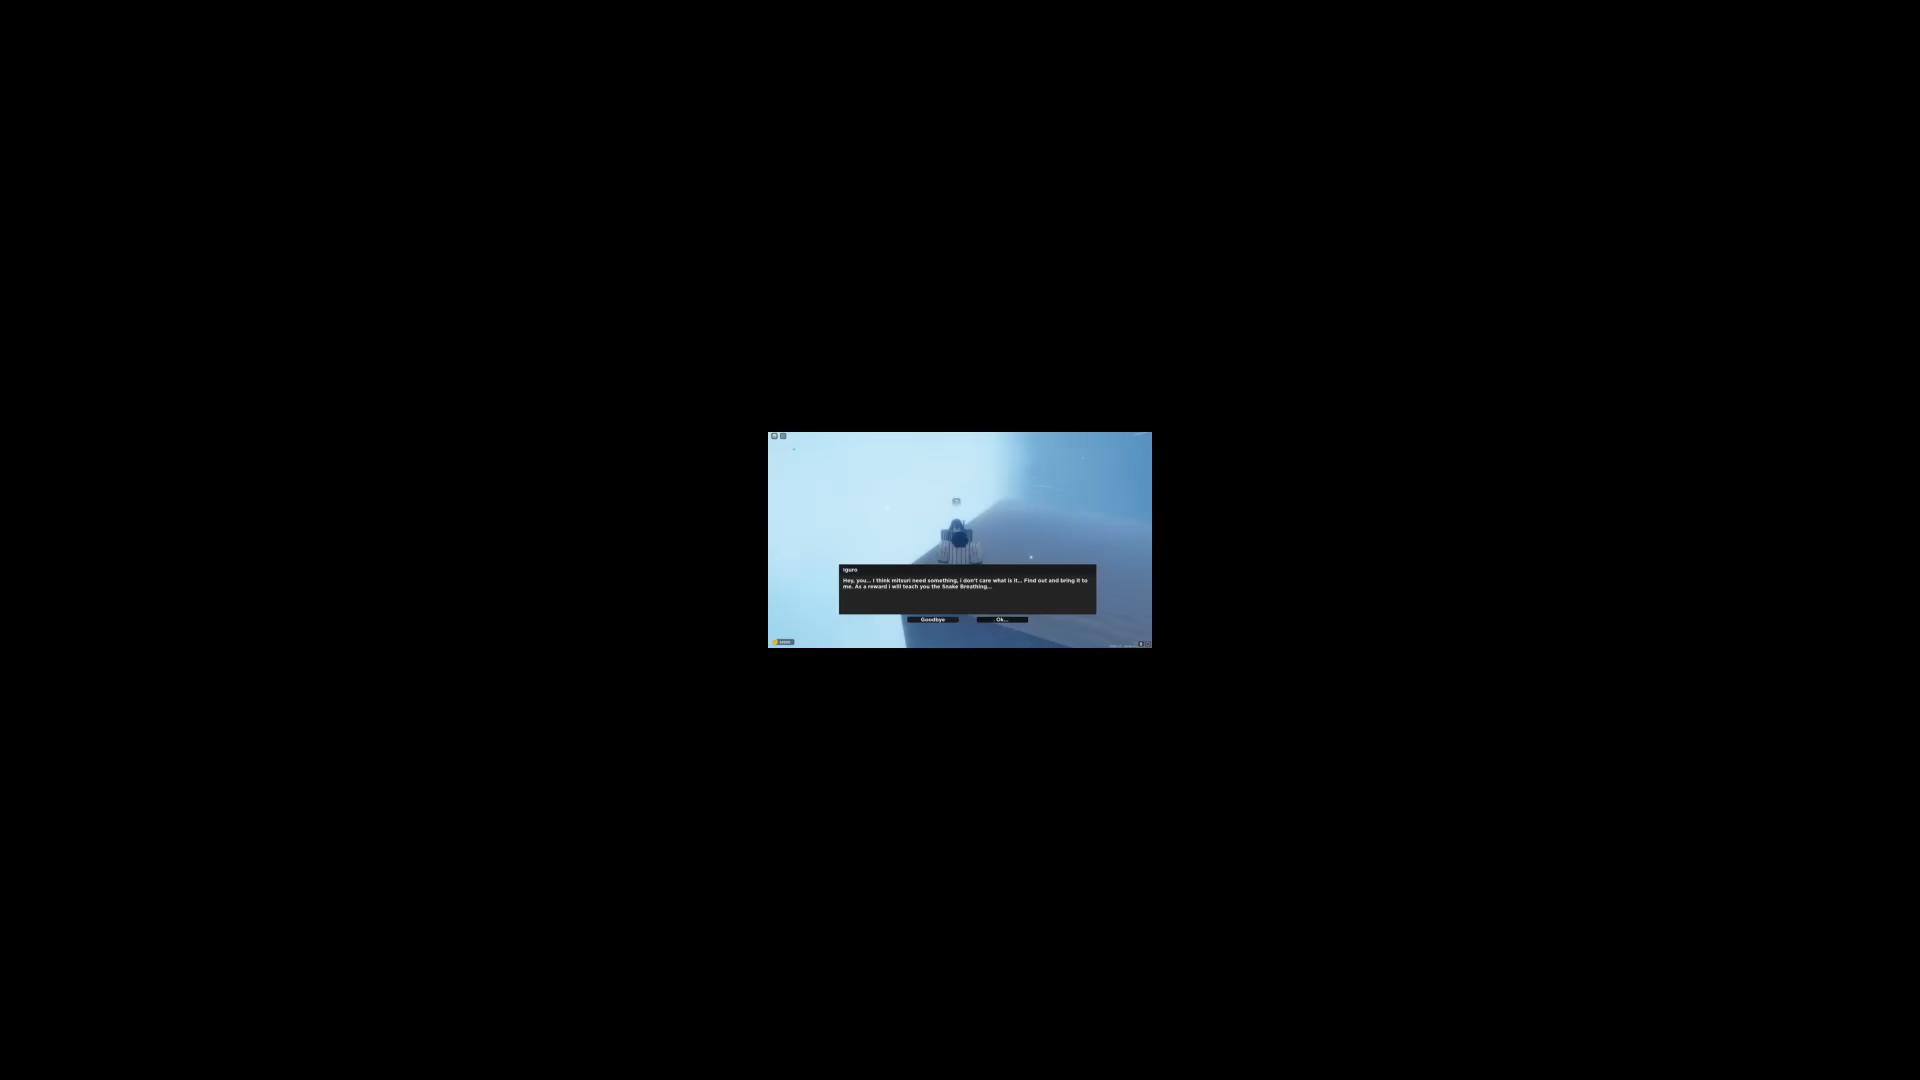 Iguro
Hey, you... I think mitsuri need something, i don't care what is it... Find out and bring it to
me. As a reward i will teach you the Snake Breathing...
Goodbye
Ok...